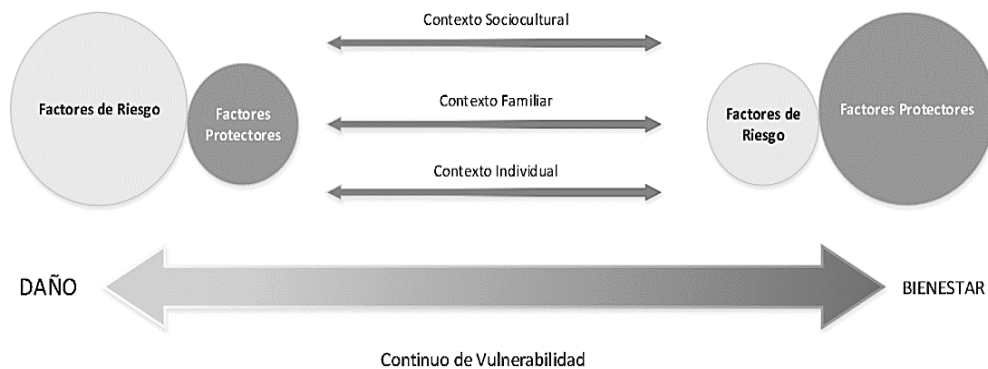 Contexto Sociocultural
Factores de Riesgo
Factores
Protectores
Contexto Familiar
Contexto Individual
Factores de
Riesgo
Factores Protectores
DAÑO
BIENESTAR
Continuo de Vulnerabilidad